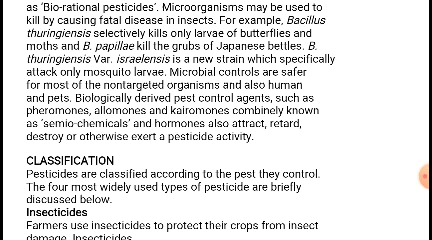 as 'Bio-rational pesticides'. Microorganisms may be used to
kill by causing fatal disease in insects. For example, Bacillus
thuringiensis selectively kills only larvae of butterflies and
moths and B. papillae kill the grubs of Japanese bettles. B.
thuringiensis Var. israelensis is a new strain which specifically
attack only mosquito larvae. Microbial controls are safer
for most of the nontargeted organisms and also human
and pets. Biologically derived pest control agents, such as
pheromones, allomones and kairomones combinely known
as 'semio-chemicals' and hormones also attract, retard,
destroy or otherwise exert a pesticide activity.
CLASSIFICATION
Pesticides are classified according to the pest they control.
The four most widely used types of pesticide are briefly
discussed below.
Insecticides
Farmers use insecticides to protect their crops from insect
damage. Insecticides